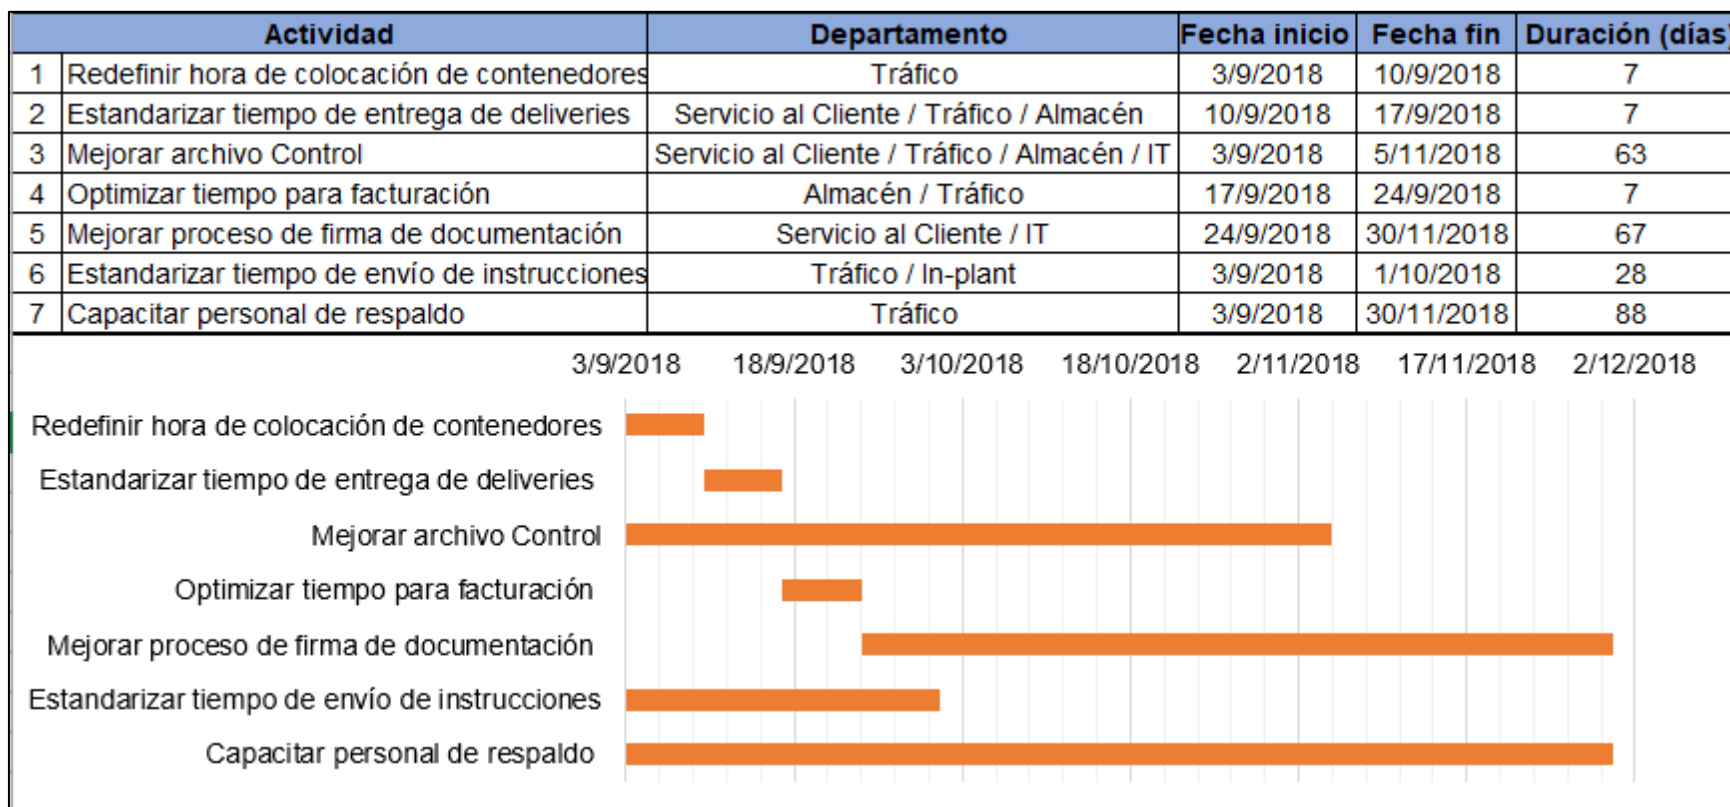 Actividad Departamento Fecha inicio Fecha fin Duración (días)
1 Redefinir hora de colocación de contenedores Tráfico 3/9/2018 10/9/2018 7
2 Estandarizar tiempo de entrega de deliveries Servicio al Cliente / Tráfico / Almacén 10/9/2018 17/9/2018 7
3 Mejorar archivo Control Servicio al Cliente / Tráfico / Almacén / IT 3/9/2018 5/11/2018 63
4 Optimizar tiempo para facturación Almacén / Tráfico 17/9/2018 24/9/2018 7
5 Mejorar proceso de firma de documentación Servicio al Cliente / IT 24/9/2018 30/11/2018 67
6 Estandarizar tiempo de envío de instrucciones Tráfico / In-plant 3/9/2018 1/10/2018 28
7 Capacitar personal de respaldo Tráfico 3/9/2018 30/11/2018 88
3/9/2018 18/9/2018 3/10/2018 18/10/2018 2/11/2018 17/11/2018 2/12/2018
Redefinir hora de colocación de contenedores
Estandarizar tiempo de entrega de deliveries
Mejorar archivo Control
Optimizar tiempo para facturación
Mejorar proceso de firma de documentación
Estandarizar tiempo de envío de instrucciones
Capacitar personal de respaldo